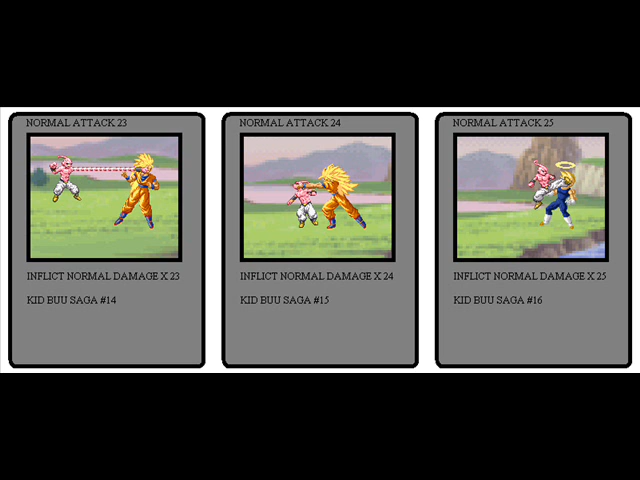 NORMAL ATTACK 23
INFLICT NORMAL DAMAGE X 23
KID BUU SAGA #14
NORMAL ATTACK 24
INFLICT NORMAL DAMAGE X 24
KID BUU SAGA #15
NORMAL ATTACK 25
INFLICT NORMAL DAMAGE X 25
KID BUU SAGA #16